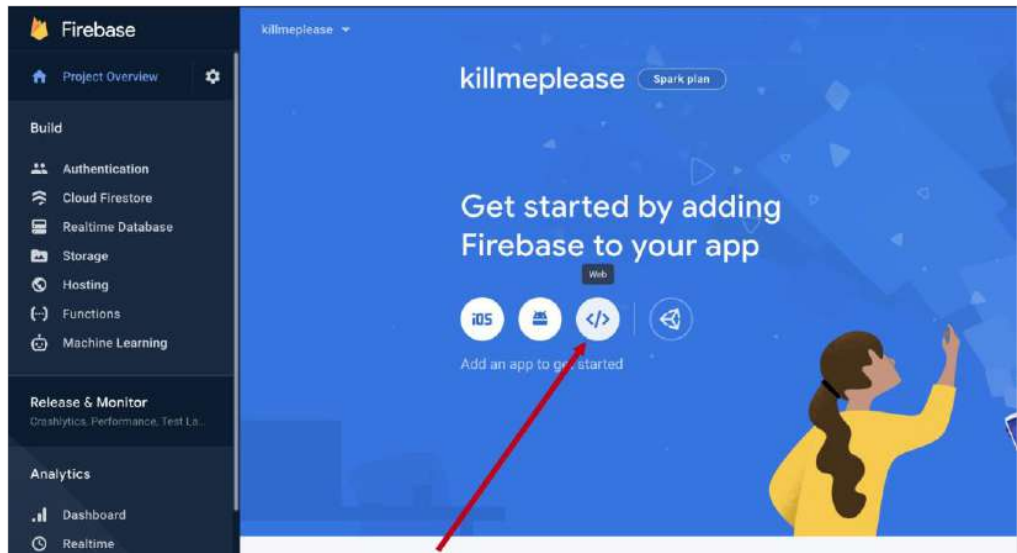 Firebase
killmeplease
Project Overview
killmeplease
Spark plan
Build
Authentication
Cloud Firestore
Realtime Database
Storage
Hosting
Functions
Machine Learning
Get started by adding
Firebase to your app
Web
iOS
</>
Add an app to get started
Release & Monitor
Crashlytics, Performance, Test La...
Analytics
Dashboard
Realtime